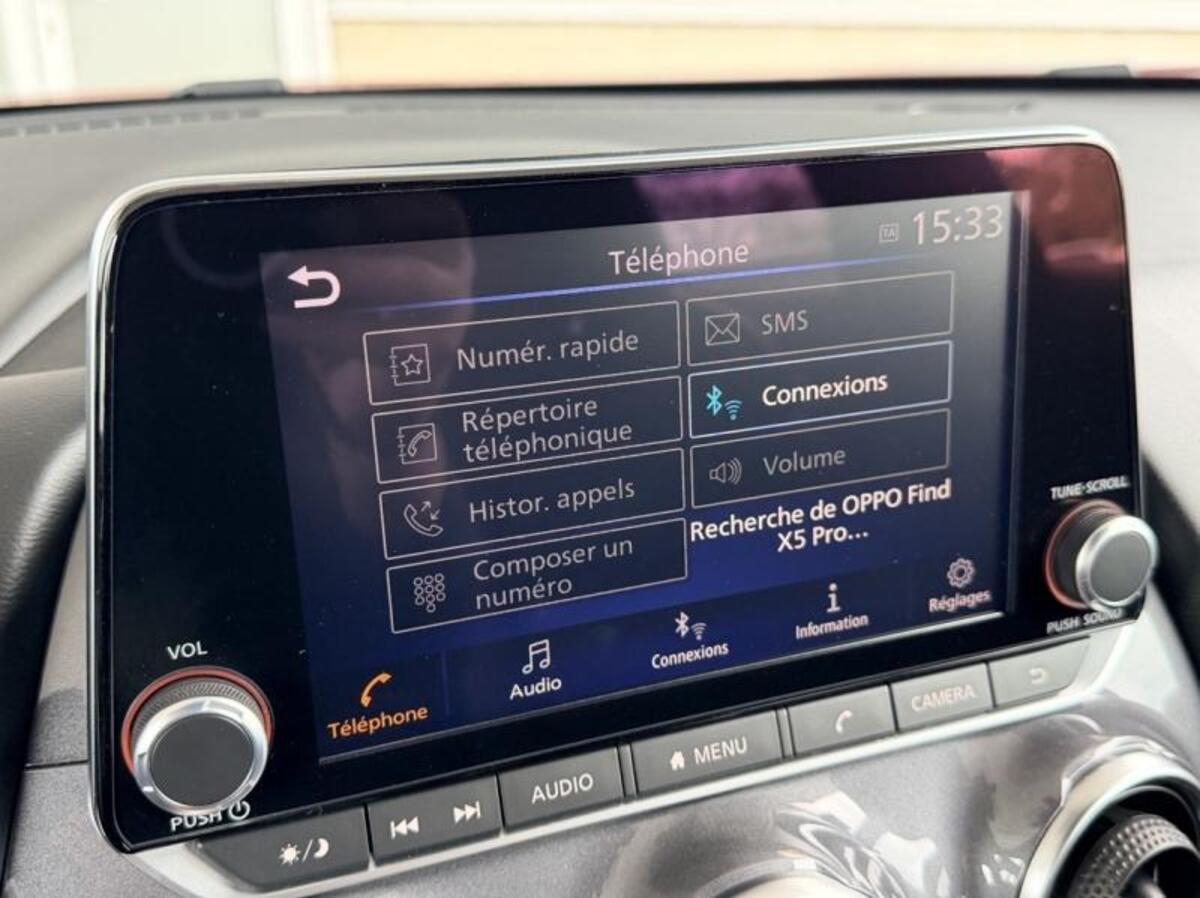 TA 15:33
Téléphone
Numér. rapide
SMS
Répertoire
téléphonique
Connexions
Histor. appels
Volume
Composer un
numéro
Recherche de OPPO Find
X5 Pro...
Téléphone
Audio
Connexions
Information
Réglages
VOL
PUSH
TUNE·SCROLL
PUSH SOUND
AUDIO
MENU
CAMERA